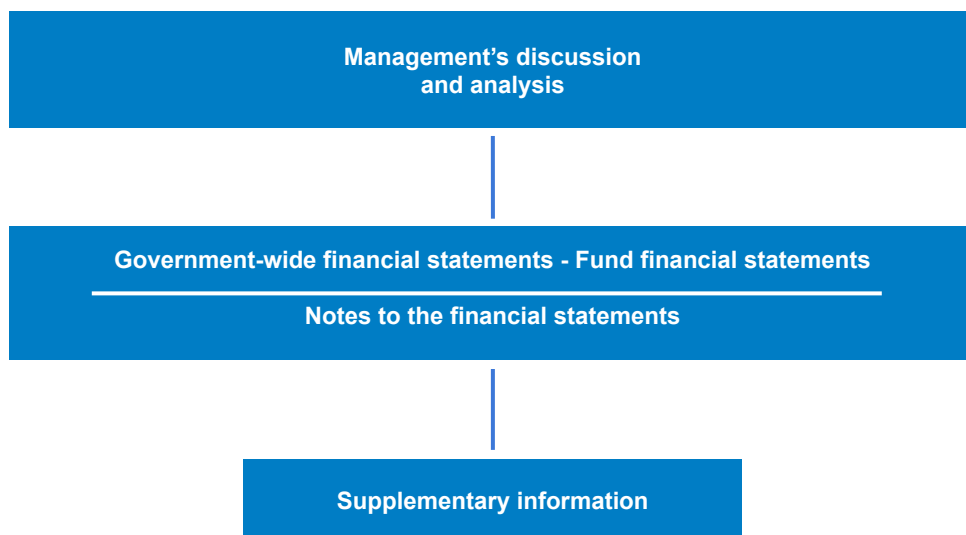 Management’s discussion
and analysis
Government-wide financial statements - Fund financial statements
Notes to the financial statements
Supplementary information